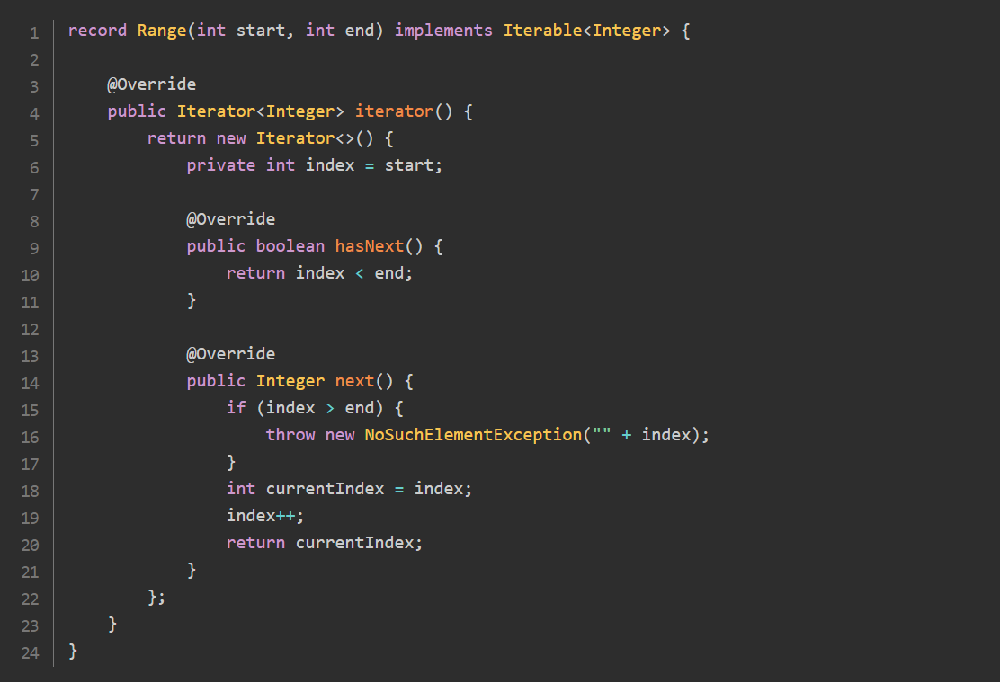 1 record Range(int start, int end) implements Iterable<Integer> {
2
3     @Override
4     public Iterator<Integer> iterator() {
5         return new Iterator<>() {
6             private int index = start;
7
8             @Override
9             public boolean hasNext() {
10                 return index < end;
11             }
12
13             @Override
14             public Integer next() {
15                 if (index > end) {
16                     throw new NoSuchElementException("" + index);
17                 }
18                 int currentIndex = index;
19                 index++;
20                 return currentIndex;
21             }
22         };
23     }
24 }